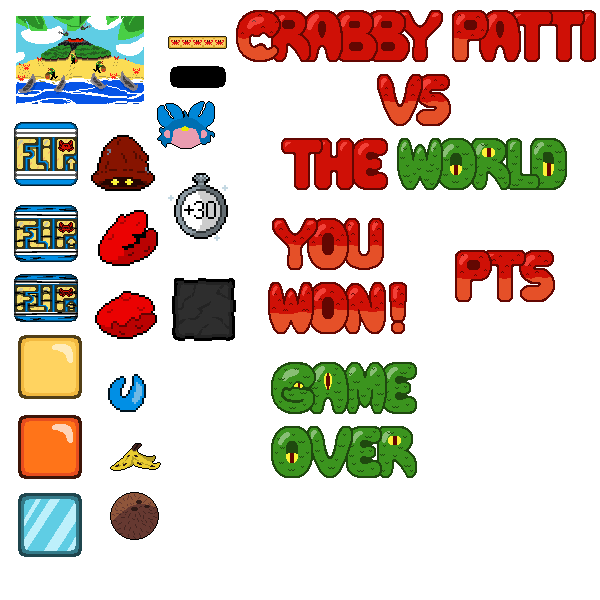 CRABBY PATTI
VS
THE WORLD
FLIP
+30
YOU
WON!
PTS
FLIP
FLIP
GAME
OVER